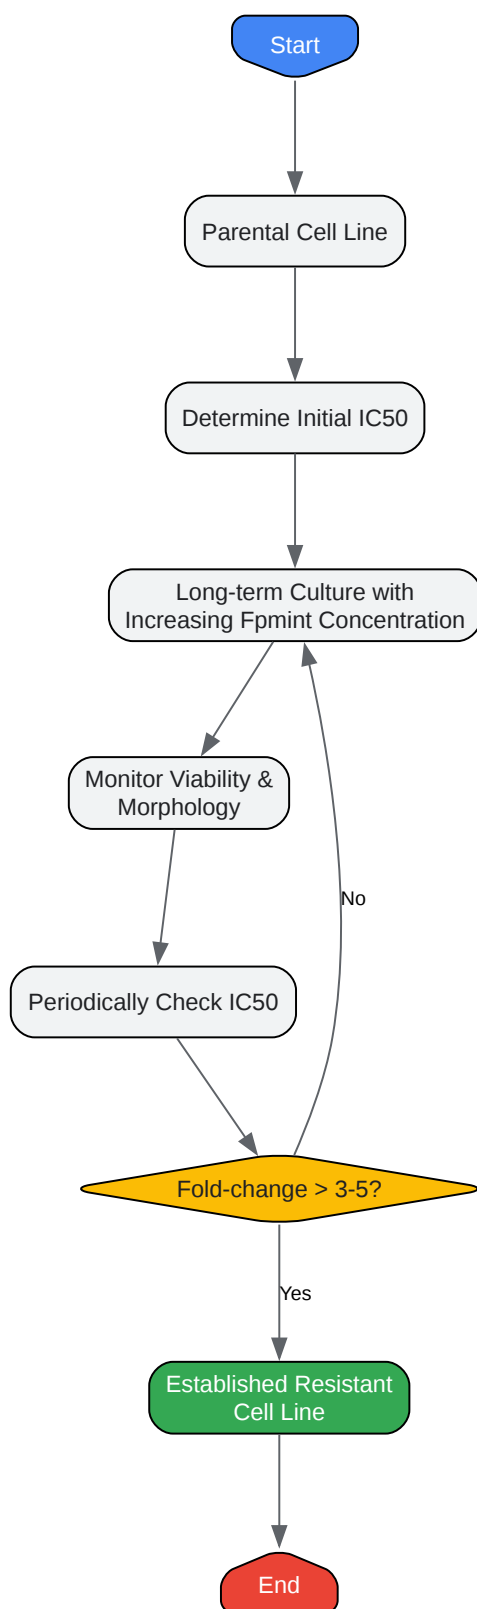 Start
Parental Cell Line
Determine Initial IC50
Long-term Culture with
Increasing Fpmint Concentration
Monitor Viability &
Morphology
No
Periodically Check IC50
Fold-change > 3-5?
Yes
Established Resistant
Cell Line
End